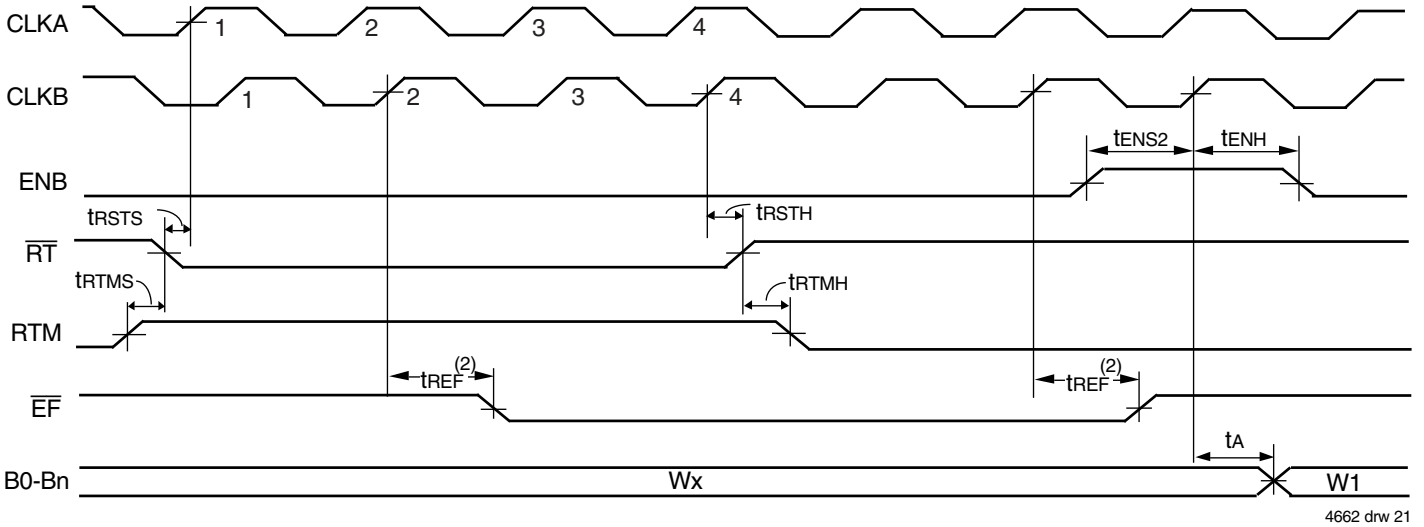 CLKA 1 2 3 4
CLKB 1 2 3 4
tENS2 tENH
ENB
tRSTS tRSTH
RT
tRTMS tRTMH
RTM
tREF(2) tREF(2)
EF
tA
B0-Bn Wx W1
4662 drw 21